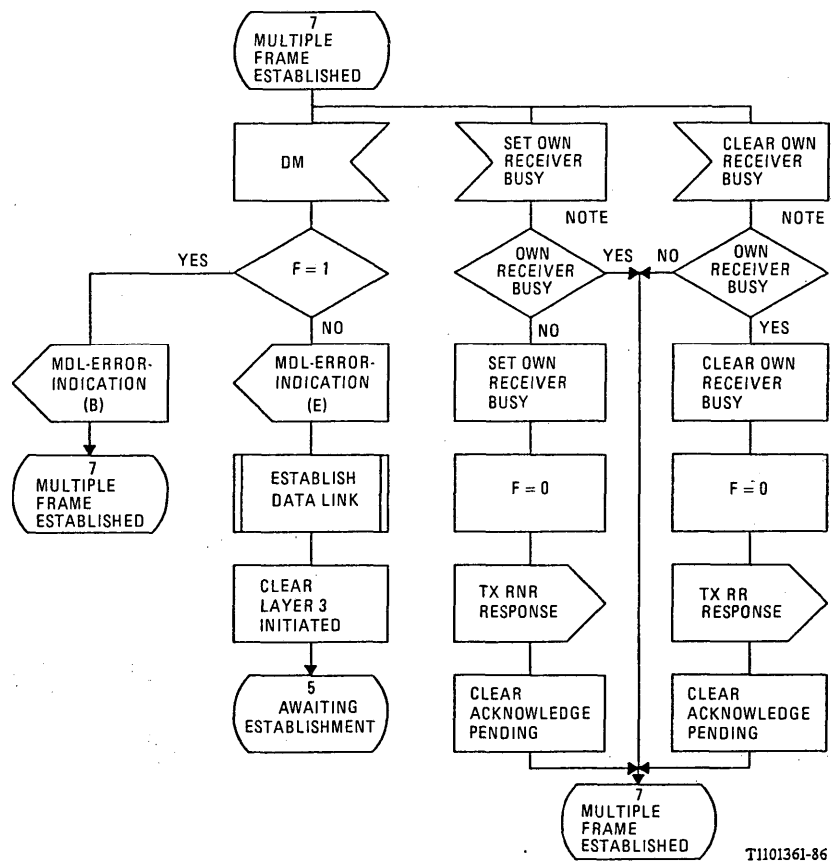 7
MULTIPLE
FRAME
ESTABLISHED
DM
SET OWN
RECEIVER
BUSY
CLEAR OWN
RECEIVER
BUSY
NOTE
NOTE
YES
F = 1
OWN
RECEIVER
BUSY
YES
NO
OWN
RECEIVER
BUSY
NO
NO
YES
MDL-ERROR-
INDICATION
(B)
MDL-ERROR-
INDICATION
(E)
SET OWN
RECEIVER
BUSY
CLEAR OWN
RECEIVER
BUSY
7
MULTIPLE
FRAME
ESTABLISHED
ESTABLISH
DATA LINK
F = 0
F = 0
CLEAR
LAYER 3
INITIATED
TX RNR
RESPONSE
TX RR
RESPONSE
5
AWAITING
ESTABLISHMENT
CLEAR
ACKNOWLEDGE
PENDING
CLEAR
ACKNOWLEDGE
PENDING
7
MULTIPLE
FRAME
ESTABLISHED
T1101361-86